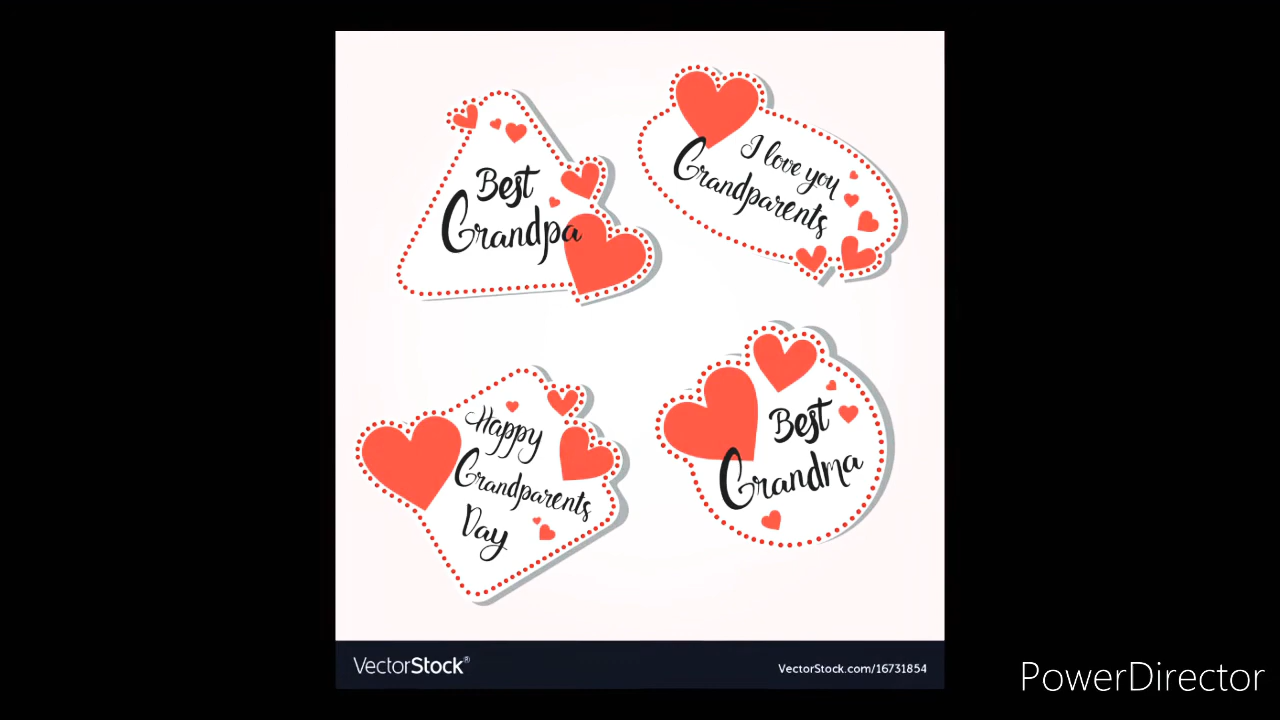 Best
Grandpa
I love you
Grandparents
Happy
Grandparents
Day
Best
Grandma
VectorStock®
VectorStock.com/16731854
PowerDirector